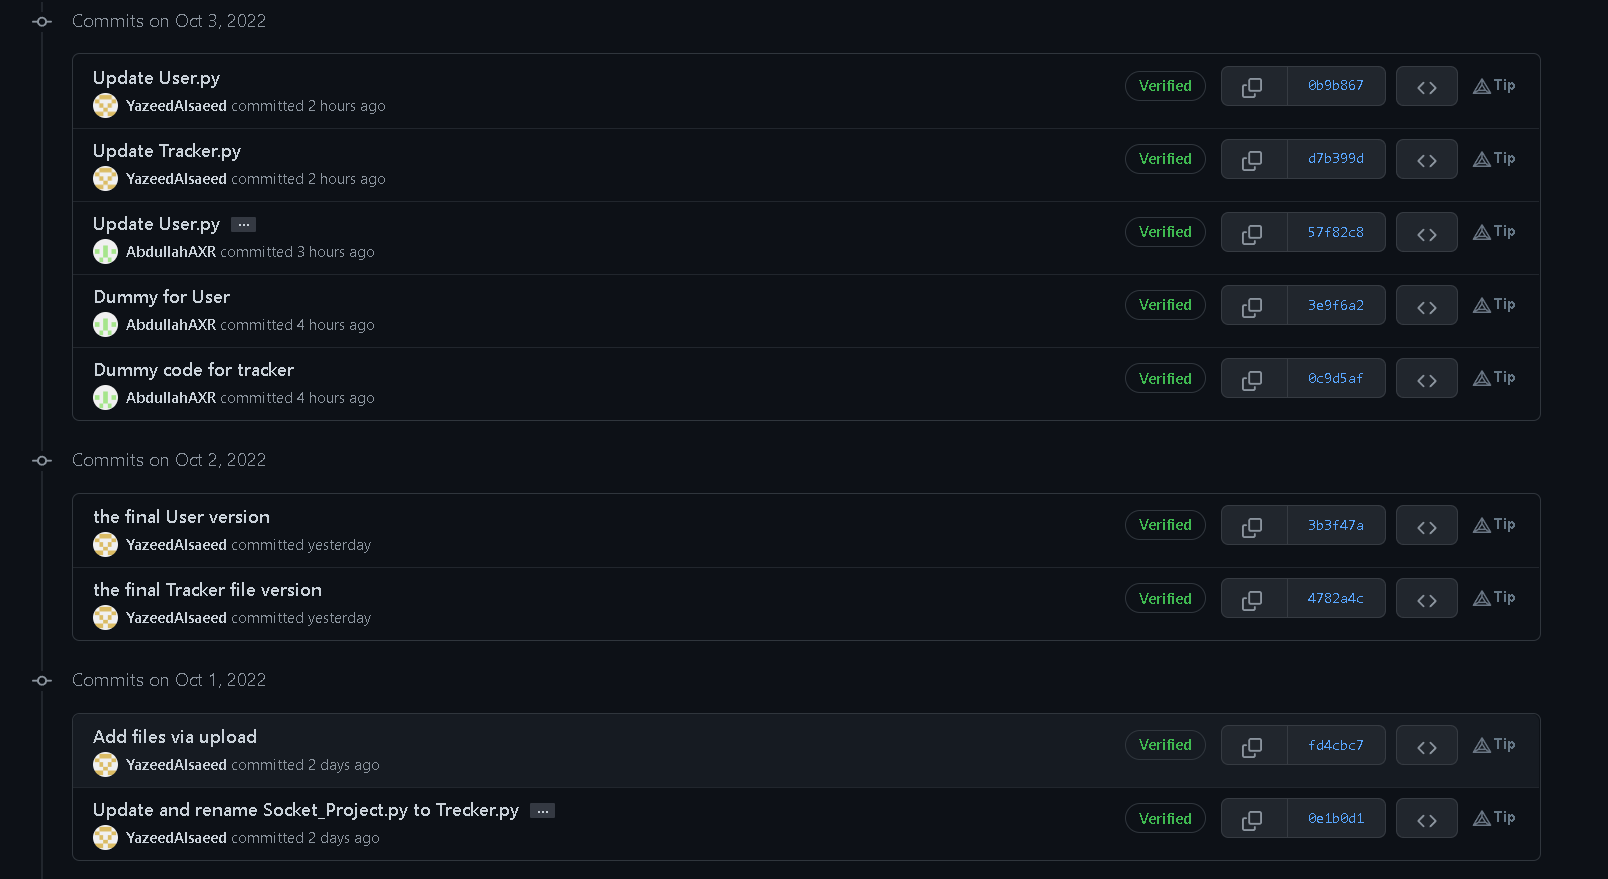 Commits on Oct 3, 2022
Update User.py
Verified 0b9b867 Tip
YazeedAlsaeed committed 2 hours ago
Update Tracker.py
Verified d7b399d Tip
YazeedAlsaeed committed 2 hours ago
Update User.py ...
Verified 57f82c8 Tip
AbdullahAXR committed 3 hours ago
Dummy for User
Verified 3e9f6a2 Tip
AbdullahAXR committed 4 hours ago
Dummy code for tracker
Verified 0c9d5af Tip
AbdullahAXR committed 4 hours ago
Commits on Oct 2, 2022
the final User version
Verified 3b3f47a Tip
YazeedAlsaeed committed yesterday
the final Tracker file version
Verified 4782a4c Tip
YazeedAlsaeed committed yesterday
Commits on Oct 1, 2022
Add files via upload
Verified fd4cbc7 Tip
YazeedAlsaeed committed 2 days ago
Update and rename Socket_Project.py to Trecker.py ...
Verified 0e1b0d1 Tip
YazeedAlsaeed committed 2 days ago